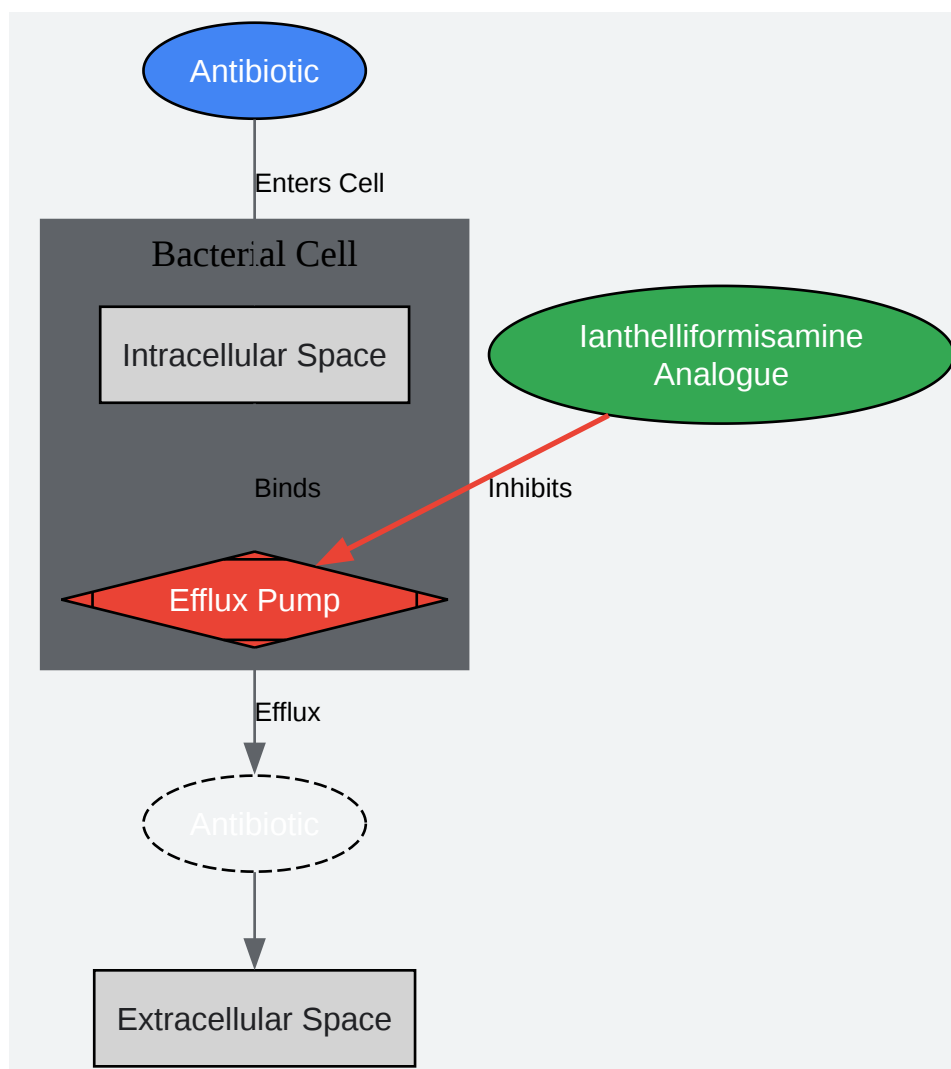 Antibiotic
Enters Cell
Bacterial Cell
Intracellular Space
Ianthelliformisamine
Analogue
Binds
Inhibits
Efflux Pump
Efflux
Antibiotic
Extracellular Space